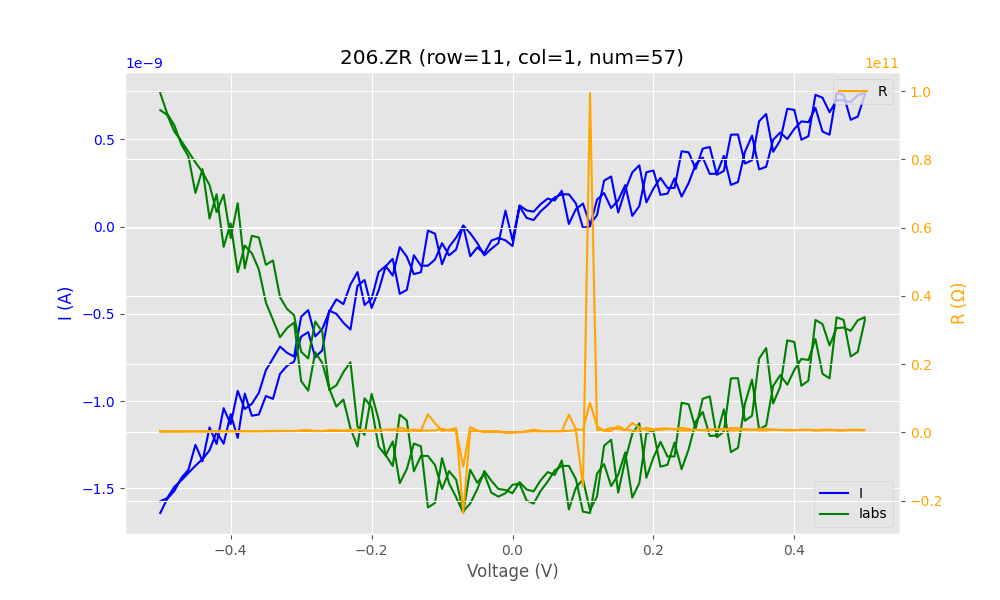 206.ZR (row=11, col=1, num=57)
1e−9
1e11
R
0.5
0.0
−0.5
−1.0
−1.5
I (A)
1.0
0.8
0.6
0.4
0.2
0.0
−0.2
R (Ω)
I
Iabs
−0.4
−0.2
0.0
0.2
0.4
Voltage (V)